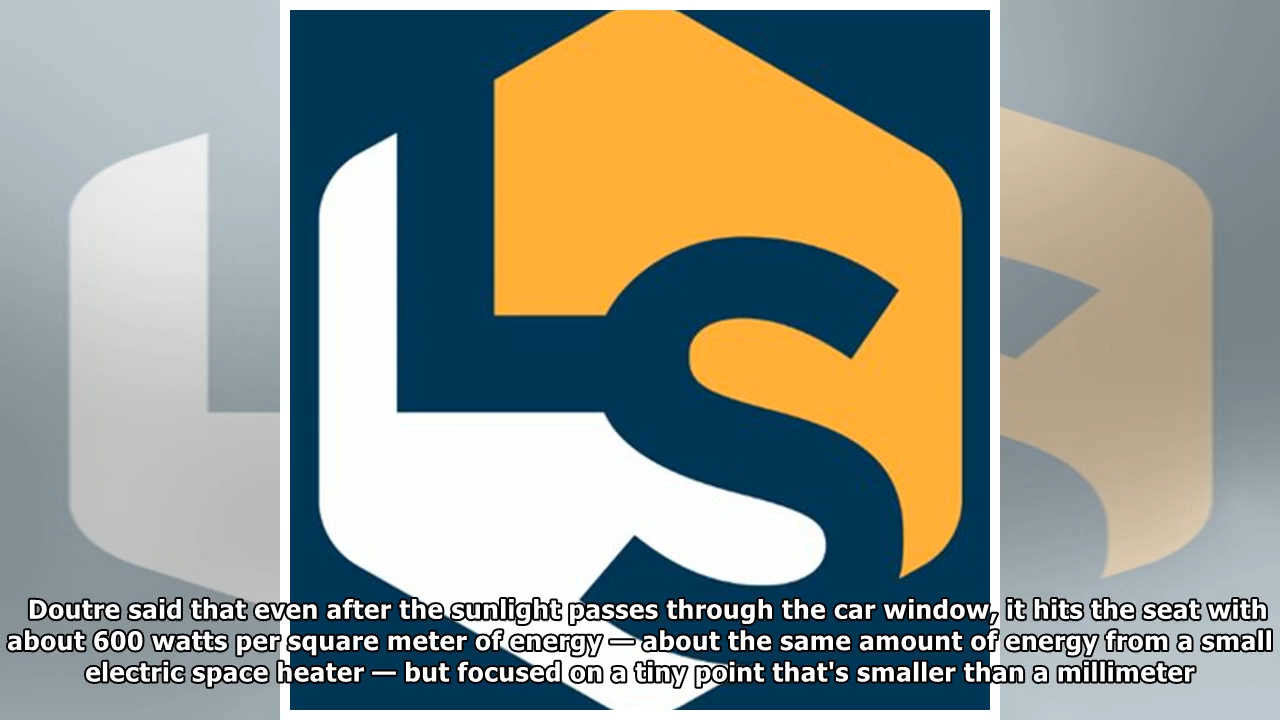 LS
Doutre said that even after the sunlight passes through the car window, it hits the seat with
about 600 watts per square meter of energy — about the same amount of energy from a small
electric space heater — but focused on a tiny point that's smaller than a millimeter